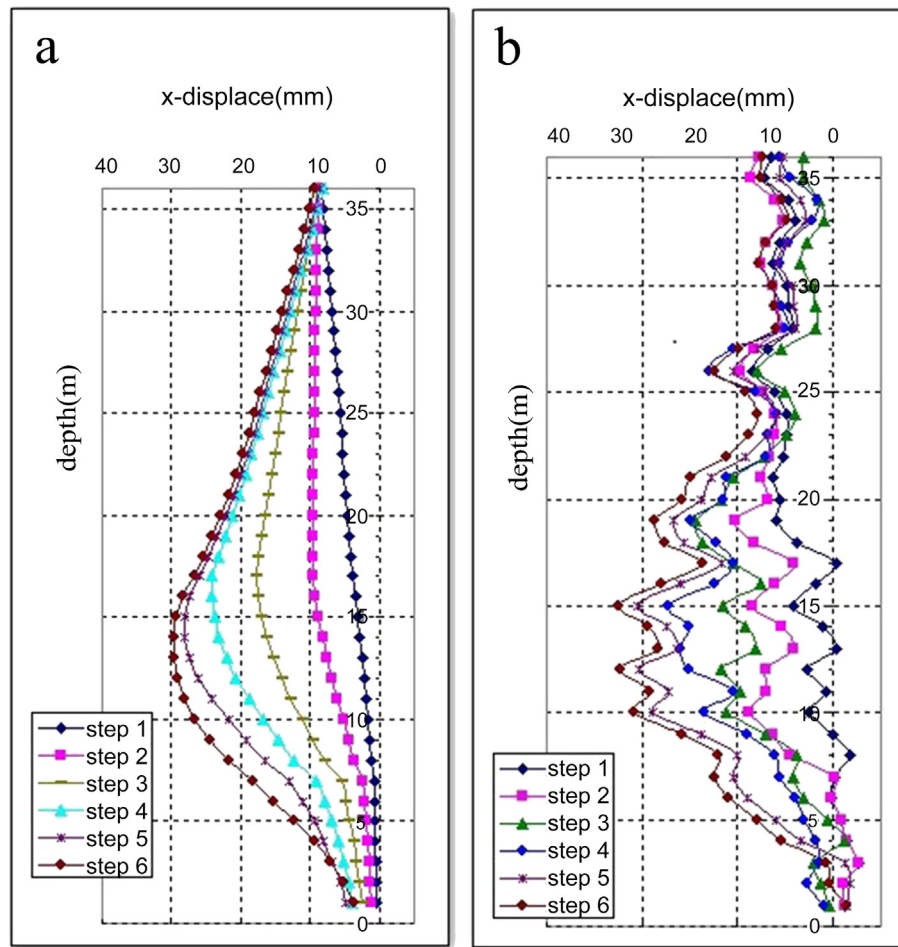 a
x-displace(mm)
40 30 20 10 0
35
30
25
20
15
10
5
0
depth(m)
step 1
step 2
step 3
step 4
step 5
step 6
b
x-displace(mm)
40 30 20 10 0
35
30
25
20
15
10
5
0
depth(m)
step 1
step 2
step 3
step 4
step 5
step 6